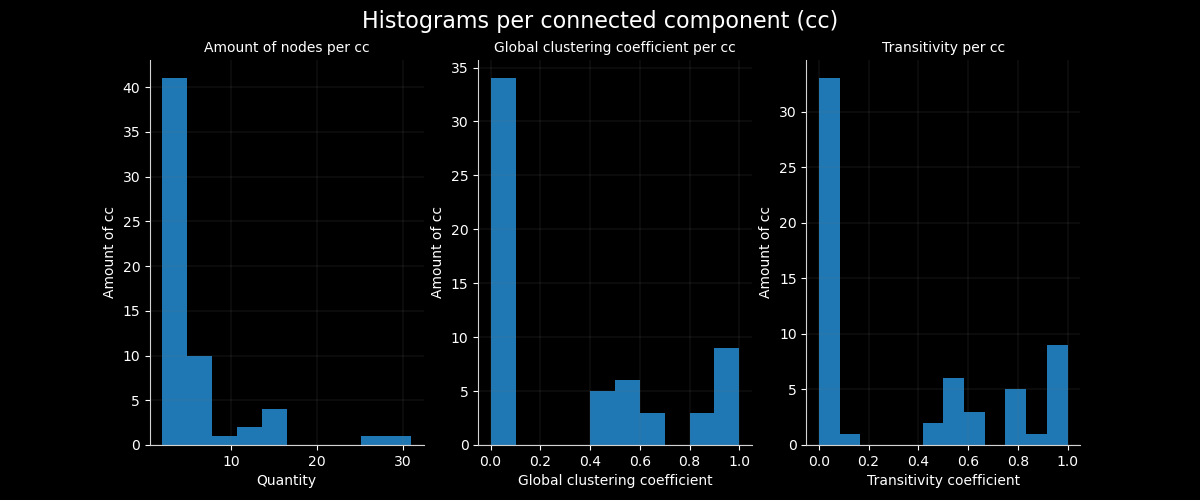 Histograms per connected component (cc)
Amount of nodes per cc
Global clustering coefficient per cc
Transitivity per cc
Amount of cc
40
35
30
25
20
15
10
5
0
10 20 30
Quantity
Amount of cc
35
30
25
20
15
10
5
0
0.0 0.2 0.4 0.6 0.8 1.0
Global clustering coefficient
Amount of cc
30
25
20
15
10
5
0
0.0 0.2 0.4 0.6 0.8 1.0
Transitivity coefficient